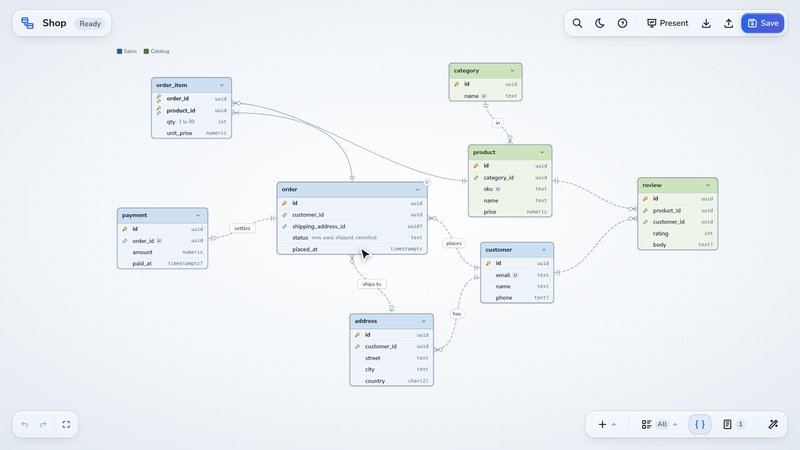 Shop Ready
Present Save
Sales Catalog
category
id uuid
name U text
order_item
order_id uuid
product_id uuid
qty 1 to 99 int
unit_price numeric
in
product
id uuid
category_id uuid
sku U text
name text
price numeric
review
id uuid
product_id uuid
customer_id uuid
rating int
body text?
order
id uuid
customer_id uuid
shipping_address_id uuid?
status new, paid, shipped, cancelled text
placed_at timestamptz
payment
id uuid
order_id U uuid
amount numeric
paid_at timestamptz?
settles
places
customer
id uuid
email U text
name text
phone text?
ships to
has
address
id uuid
customer_id uuid
street text
city text
country char(2)
All { } 1